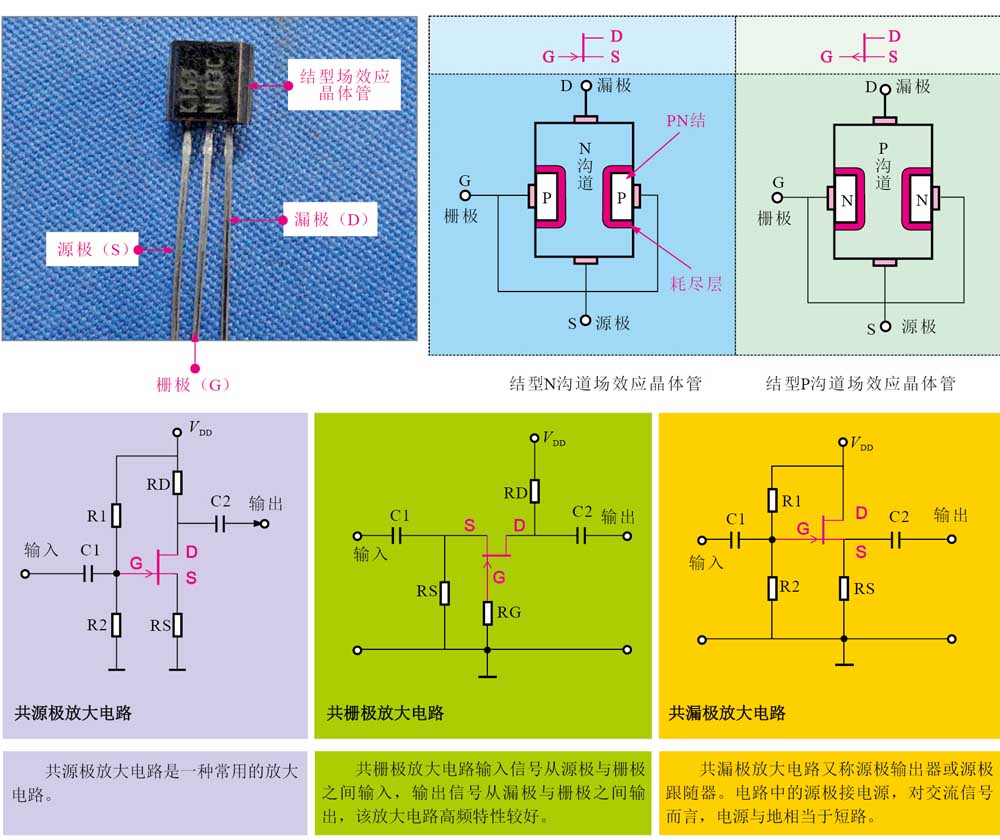 K163
N103C
结型场效应
晶体管
漏极（D）
源极（S）
栅极（G）
D
G
S
D 漏极
N
沟
道
PN结
G
栅极
P
P
耗尽层
S 源极
结型N沟道场效应晶体管
D
G
S
D 漏极
P
沟
道
G
栅极
N
N
S 源极
结型P沟道场效应晶体管
VDD
RD
C2
输出
R1
输入
C1
D
G
S
R2
RS
共源极放大电路
VDD
RD
C1
S
D
C2
输出
输入
G
RS
RG
共栅极放大电路
VDD
R1
D
C1
G
C2
输出
S
输入
R2
RS
共漏极放大电路
共源极放大电路是一种常用的放大
电路。
共栅极放大电路输入信号从源极与栅极
之间输入，输出信号从漏极与栅极之间输
出，该放大电路高频特性较好。
共漏极放大电路又称源极输出器或源极
跟随器。电路中的源极接电源，对交流信号
而言，电源与地相当于短路。